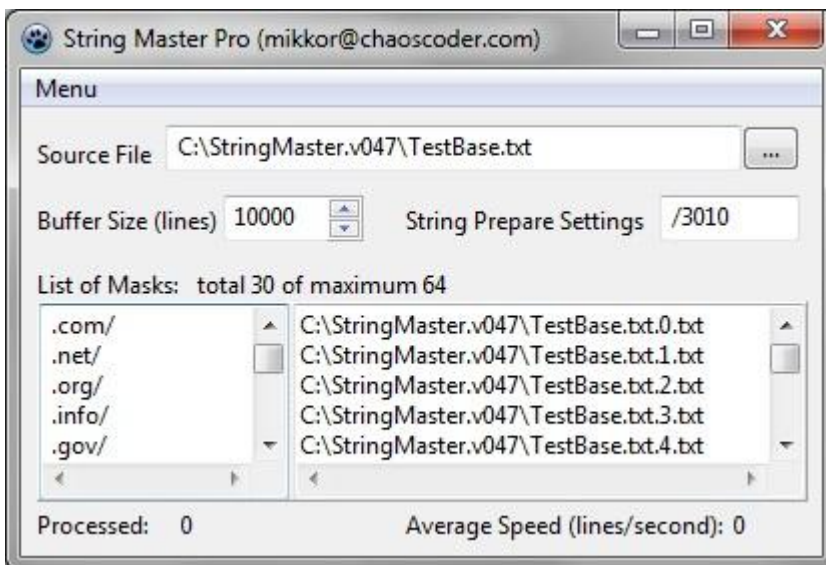 String Master Pro (mikkor@chaoscoder.com)
Menu
Source File C:\StringMaster.v047\TestBase.txt ...
Buffer Size (lines) 10000 String Prepare Settings /3010
List of Masks: total 30 of maximum 64
.com/ C:\StringMaster.v047\TestBase.txt.0.txt
.net/ C:\StringMaster.v047\TestBase.txt.1.txt
.org/ C:\StringMaster.v047\TestBase.txt.2.txt
.info/ C:\StringMaster.v047\TestBase.txt.3.txt
.gov/ C:\StringMaster.v047\TestBase.txt.4.txt
Processed: 0 Average Speed (lines/second): 0